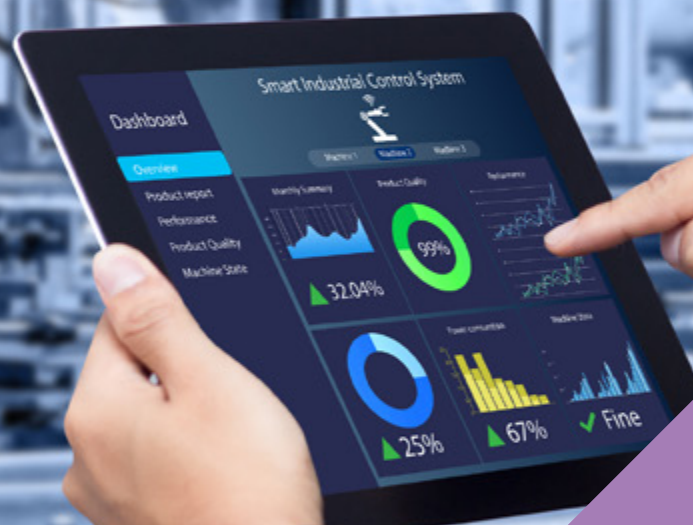 Smart Industrial Control System
Dashboard
Machine 1 Machine 2 Machine 3
Overview
Product report
Performance
Product Quality
Machine State
Monthly Summary
Product Quality
Performance
99%
32.04%
Power consumption
Machine State
25%
67%
Fine